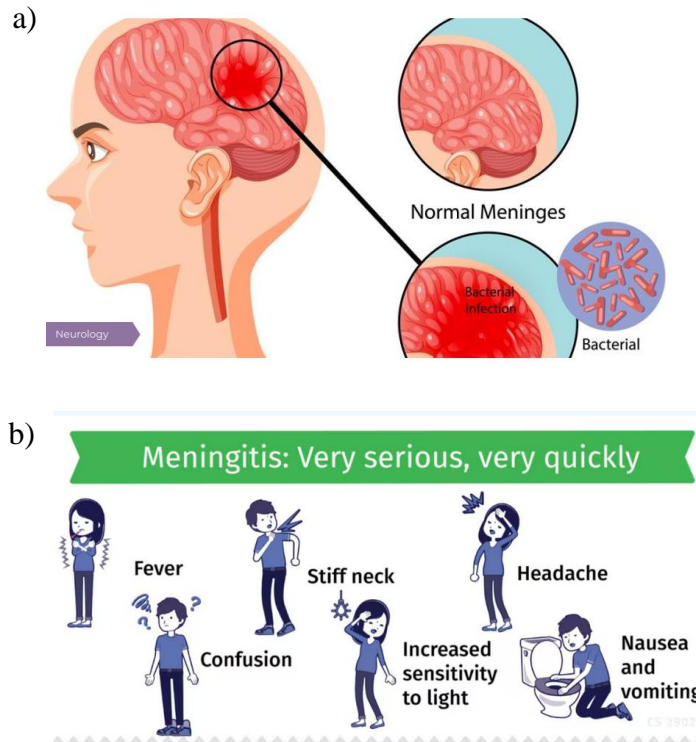 a)
Normal Meninges
Bacterial
infection
Neurology
Bacterial
b)
Meningitis: Very serious, very quickly
Fever
Stiff neck
Headache
Confusion
Increased
sensitivity
to light
Nausea
and
vomiting